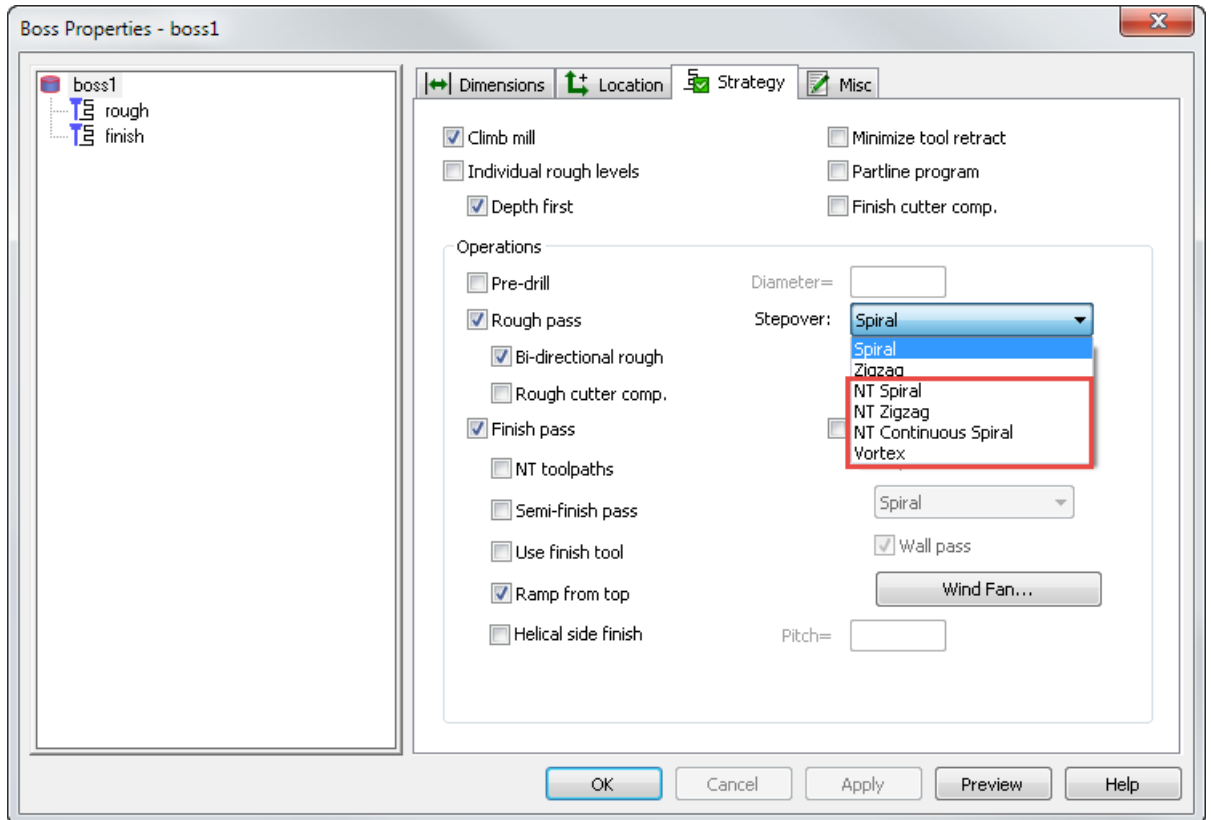 Boss Properties - boss1
boss1
rough
finish
Dimensions
Location
Strategy
Misc
Climb mill
Minimize tool retract
Individual rough levels
Partline program
Depth first
Finish cutter comp.
Operations
Pre-drill
Diameter=
Rough pass
Stepover:
Spiral
Spiral
Zigzag
NT Spiral
NT Zigzag
NT Continuous Spiral
Vortex
Bi-directional rough
Rough cutter comp.
Finish pass
NT toolpaths
Semi-finish pass
Spiral
Use finish tool
Wall pass
Ramp from top
Wind Fan...
Helical side finish
Pitch=
OK
Cancel
Apply
Preview
Help